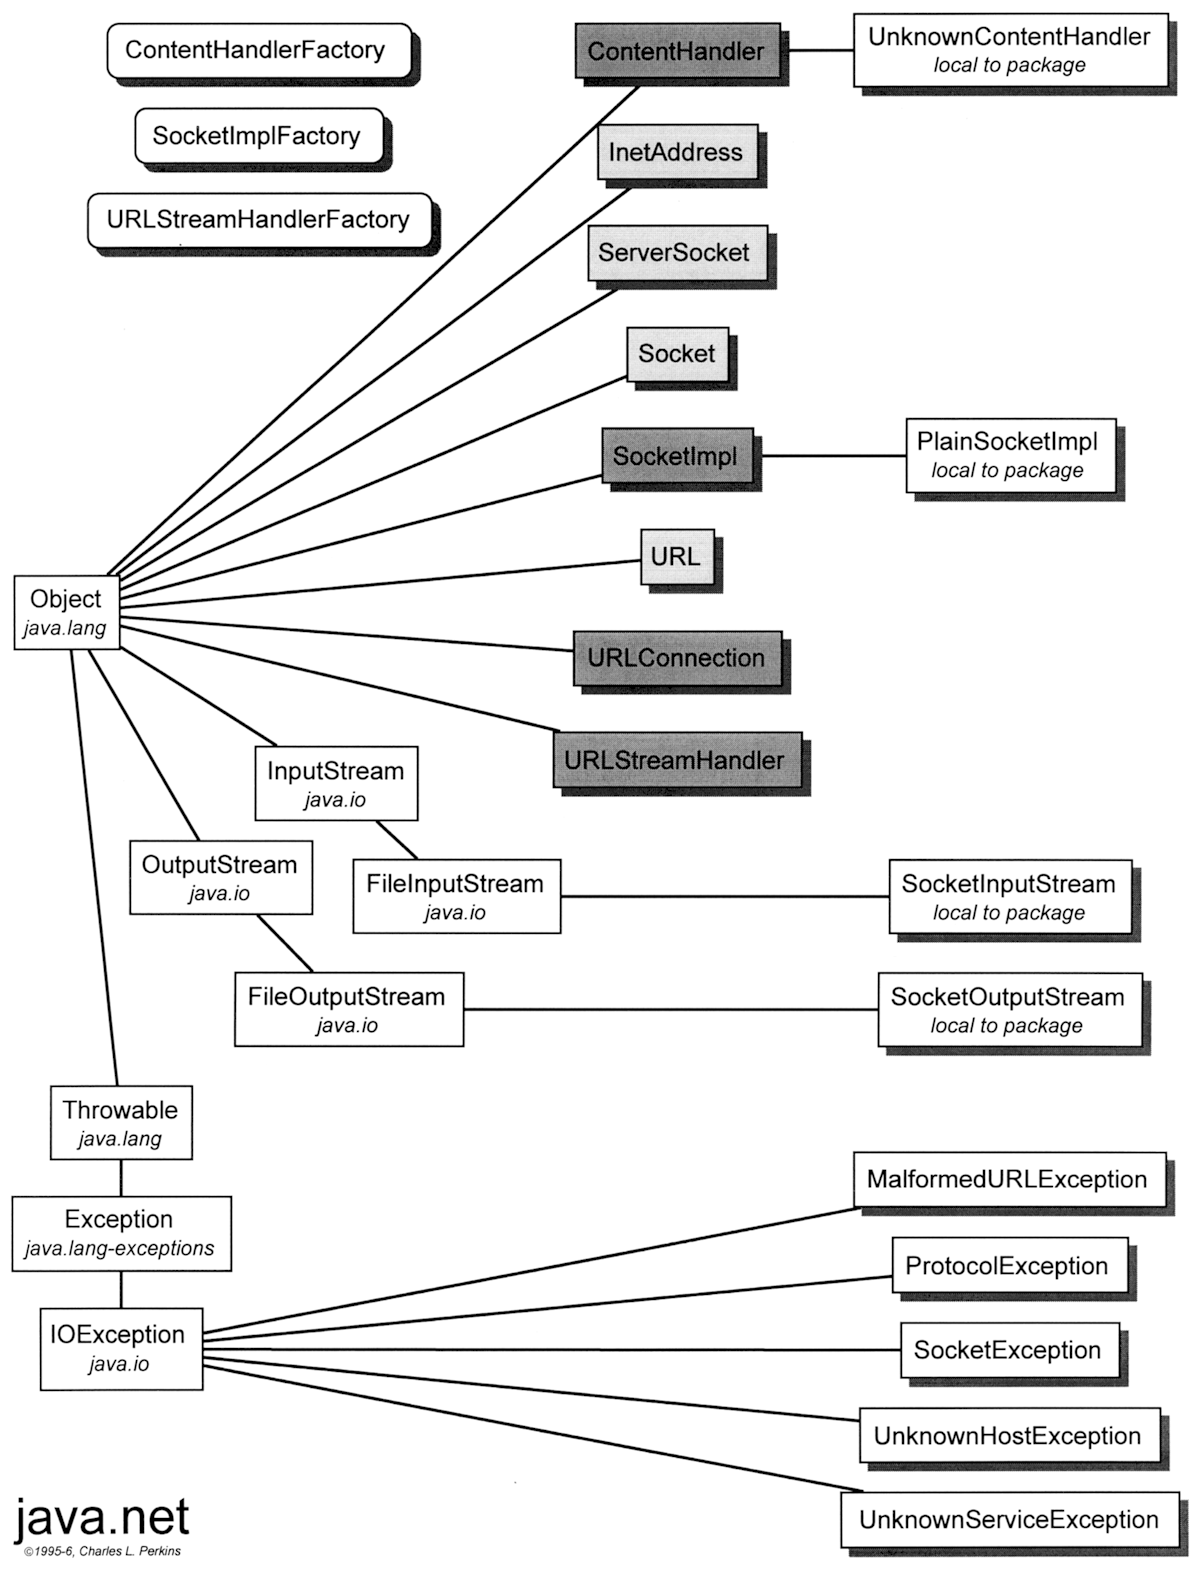 ContentHandlerFactory
SocketImplFactory
URLStreamHandlerFactory
ContentHandler
UnknownContentHandler
local to package
InetAddress
ServerSocket
Socket
SocketImpl
PlainSocketImpl
local to package
URL
Object
java.lang
URLConnection
URLStreamHandler
InputStream
java.io
OutputStream
java.io
FileInputStream
java.io
SocketInputStream
local to package
FileOutputStream
java.io
SocketOutputStream
local to package
Throwable
java.lang
Exception
java.lang-exceptions
IOException
java.io
MalformedURLException
ProtocolException
SocketException
UnknownHostException
UnknownServiceException
java.net
©1995-6, Charles L. Perkins